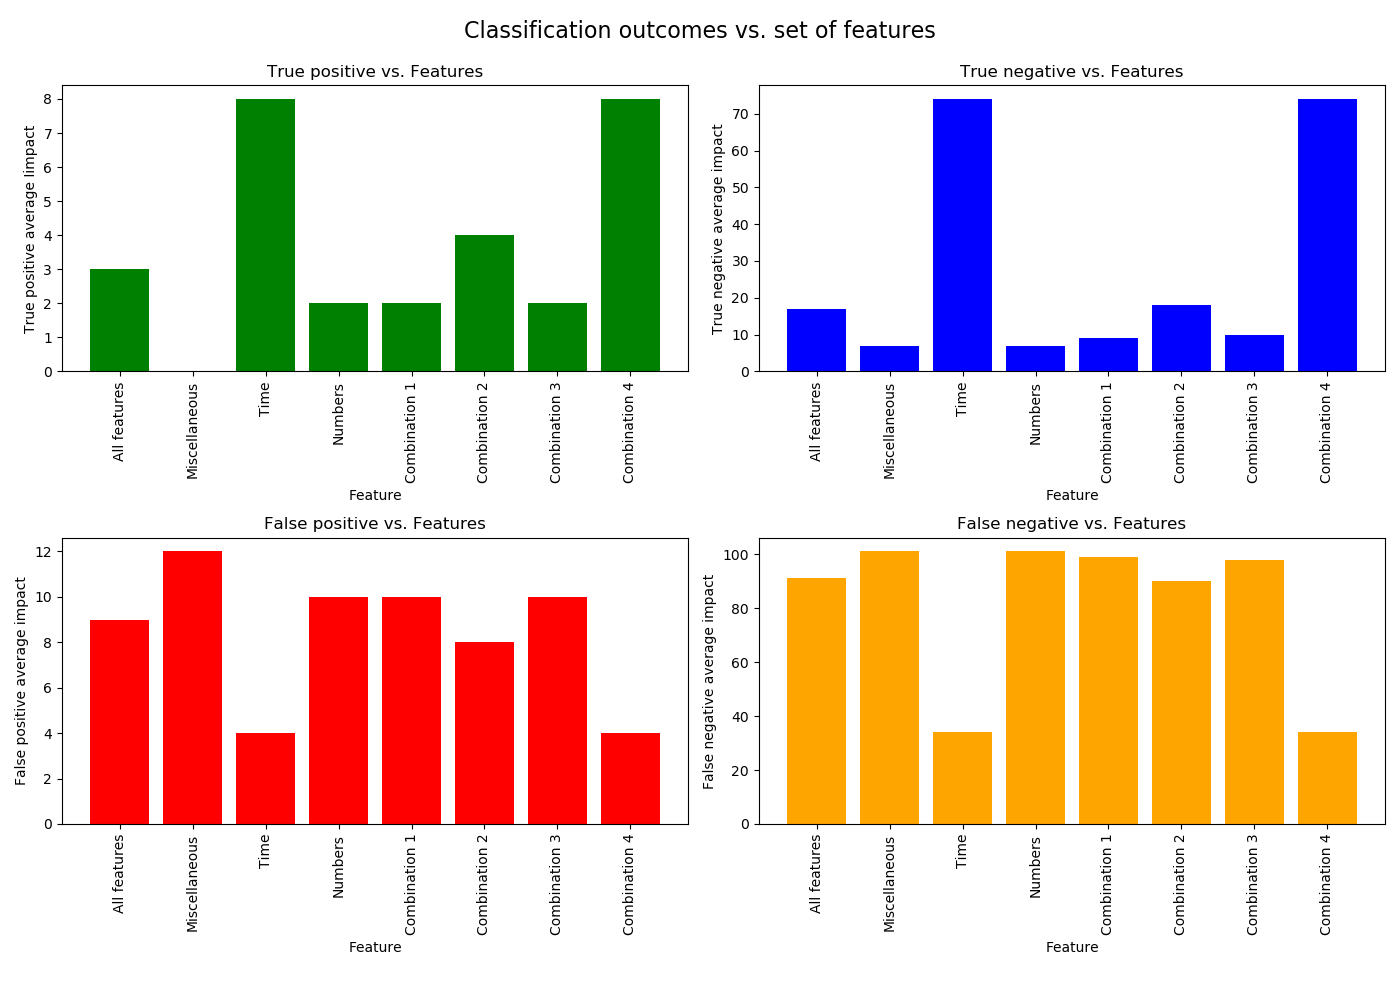 Classification outcomes vs. set of features
True positive vs. Features
True positive average limpact
8
7
6
5
4
3
2
1
0
All features
Miscellaneous
Time
Numbers
Combination 1
Combination 2
Combination 3
Combination 4
Feature
True negative vs. Features
True negative average impact
70
60
50
40
30
20
10
0
All features
Miscellaneous
Time
Numbers
Combination 1
Combination 2
Combination 3
Combination 4
Feature
False positive vs. Features
False positive average impact
12
10
8
6
4
2
0
All features
Miscellaneous
Time
Numbers
Combination 1
Combination 2
Combination 3
Combination 4
Feature
False negative vs. Features
False negative average impact
100
80
60
40
20
0
All features
Miscellaneous
Time
Numbers
Combination 1
Combination 2
Combination 3
Combination 4
Feature